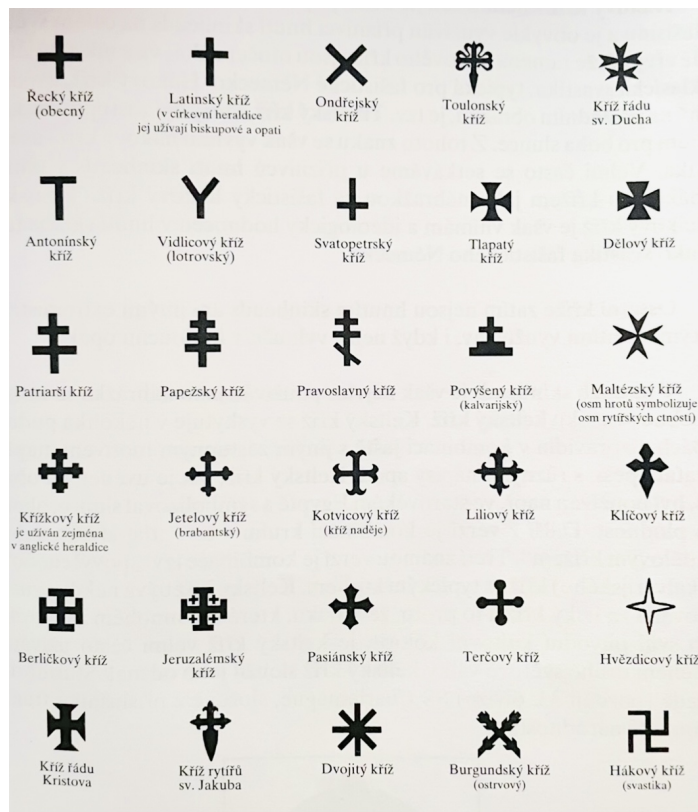 Řecký kříž
(obecný
Latinský kříž
(v církevní heraldice
jej užívají biskupové a opati
Ondřejský
kříž
Toulonský
kříž
Kříž řádu
sv. Ducha
Antonínský
kříž
Vidlicový kříž
(lotrovský)
Svatopetrský
kříž
Tlapatý
kříž
Dělový kříž
Patriarší kříž
Papežský kříž
Pravoslavný kříž
Povýšený kříž
(kalvarijský)
Maltézský kříž
(osm hrotů symbolizuje
osm rytířských ctností)
Křížkový kříž
je užíván zejména
v anglické heraldice
Jetelový kříž
(brabantský)
Kotvicový kříž
(kříž naděje)
Liliový kříž
Klíčový kříž
Berličkový kříž
Jeruzalémský
kříž
Pasiánský kříž
Terčový kříž
Hvězdicový kříž
Kříž řádu
Kristova
Kříž rytířů
sv. Jakuba
Dvojitý kříž
Burgundský kříž
(ostrvový)
Hákový kříž
(svastika)